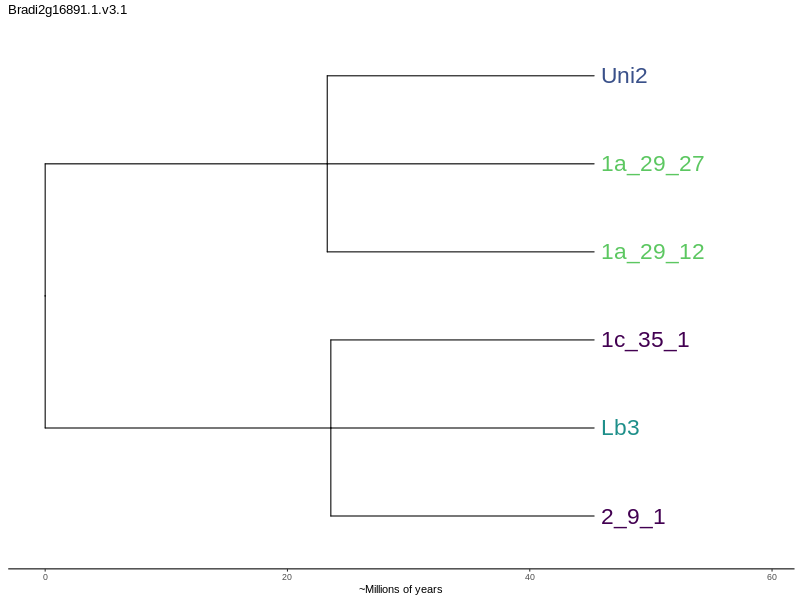 Bradi2g16891.1.v3.1
Uni2
1a_29_27
1a_29_12
1c_35_1
Lb3
2_9_1
0 20 40 60
~Millions of years